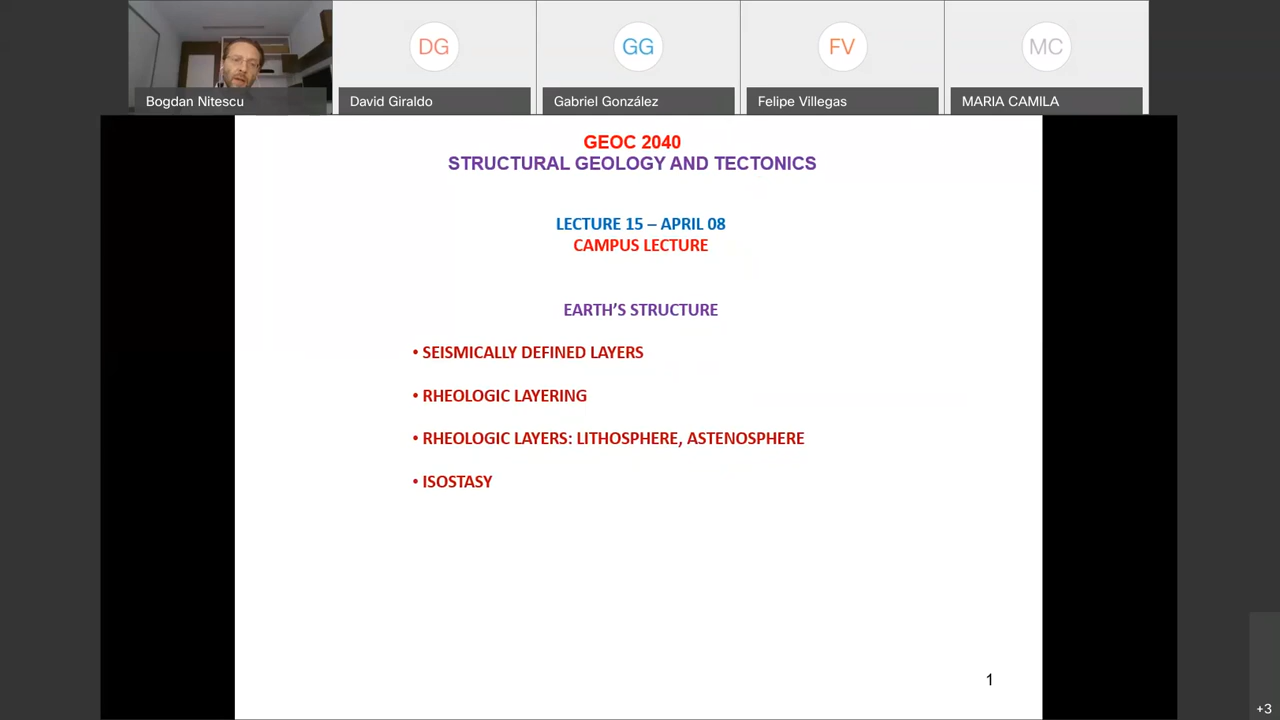 DG
GG
FV
MC
Bogdan Nitescu
David Giraldo
Gabriel González
Felipe Villegas
MARIA CAMILA
GEOC 2040
STRUCTURAL GEOLOGY AND TECTONICS
LECTURE 15 – APRIL 08
CAMPUS LECTURE
EARTH'S STRUCTURE
• SEISMICALLY DEFINED LAYERS
• RHEOLOGIC LAYERING
• RHEOLOGIC LAYERS: LITHOSPHERE, ASTENOSPHERE
• ISOSTASY
1
+3